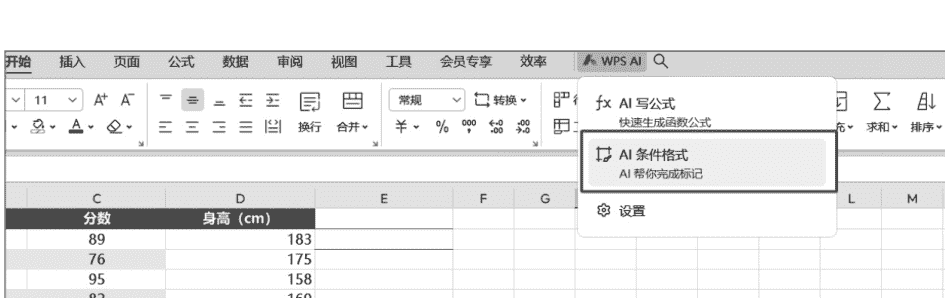 开始 插入 页面 公式 数据 审阅 视图 工具 会员专享 效率 WPS AI
11 A+ A- 常规 转换
换行 合并 ¥ % 000 求和 排序
fx AI 写公式
快速生成函数公式
AI 条件格式
AI 帮你完成标记
设置
C D E F G L M
分数 身高（cm）
89 183
76 175
95 158